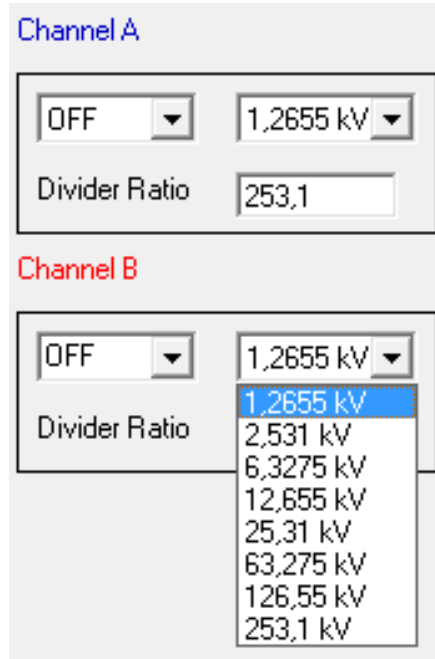 Channel A
OFF 1,2655 kV
Divider Ratio 253,1
Channel B
OFF 1,2655 kV
1,2655 kV
Divider Ratio 2,531 kV
6,3275 kV
12,655 kV
25,31 kV
63,275 kV
126,55 kV
253,1 kV